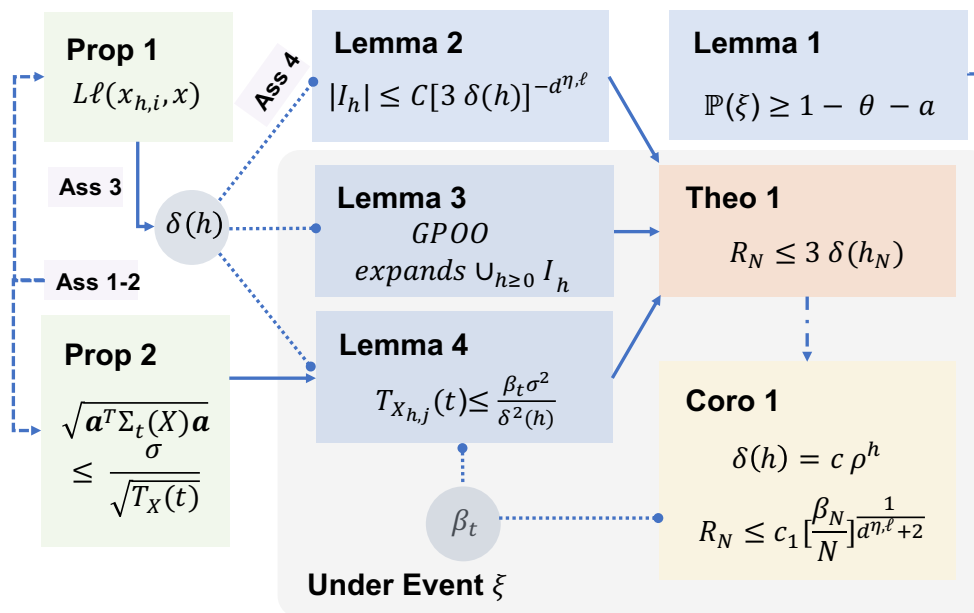 Prop 1
Lℓ(x_{h,i}, x)
Ass 3
δ(h)
Ass 4
Ass 1-2
Prop 2
√(𝒂^T Σ_t(X)𝒂)
≤ σ/√(T_X(t))
Lemma 2
|I_h| ≤ C[3 δ(h)]^{-d^{η,ℓ}}
Lemma 1
ℙ(ξ) ≥ 1 − θ − a
Lemma 3
GPOO
expands ∪_{h≥0} I_h
Lemma 4
T_{X_{h,j}}(t) ≤ β_t σ²/δ²(h)
β_t
Under Event ξ
Theo 1
R_N ≤ 3 δ(h_N)
Coro 1
δ(h) = c ρ^h
R_N ≤ c_1[β_N/N]^{1/(d^{η,ℓ}+2)}